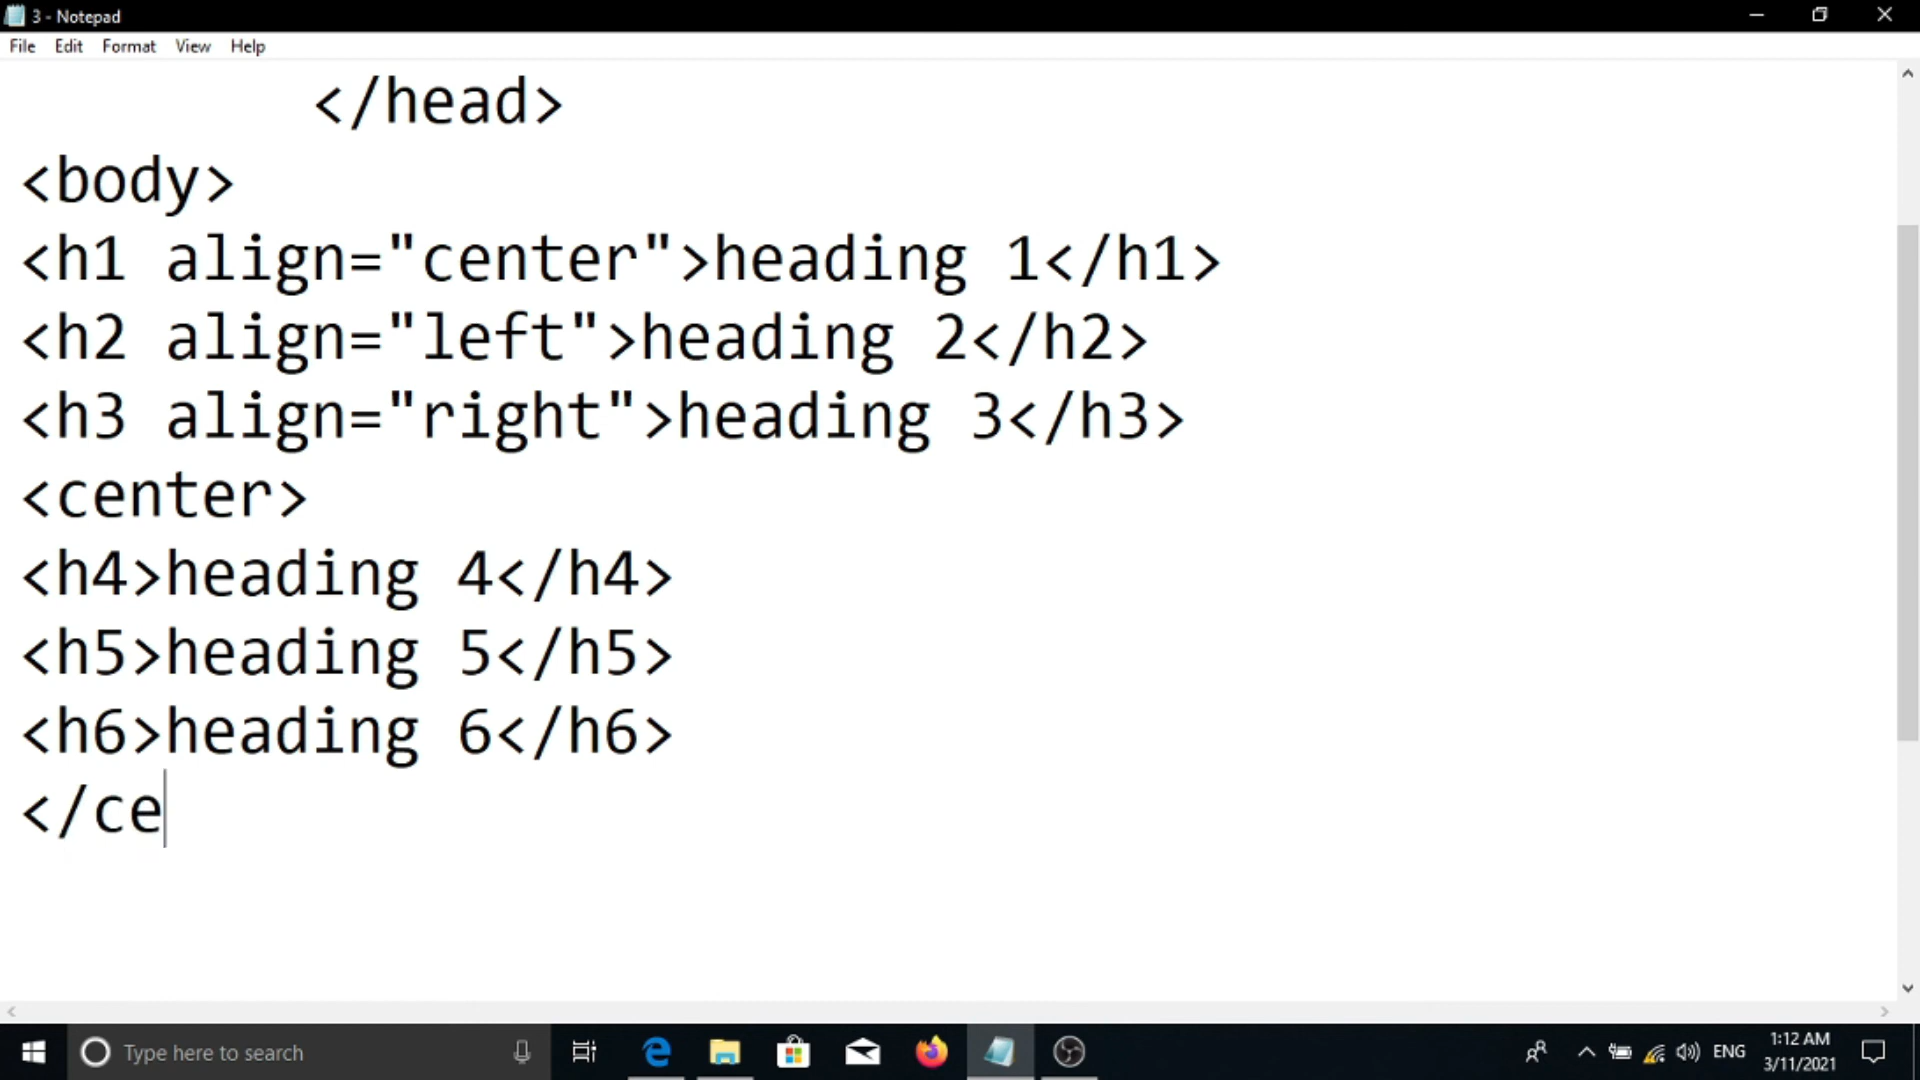 3 - Notepad
File Edit Format View Help
</head>
<body>
<h1 align="center">heading 1</h1>
<h2 align="left">heading 2</h2>
<h3 align="right">heading 3</h3>
<center>
<h4>heading 4</h4>
<h5>heading 5</h5>
<h6>heading 6</h6>
</ce
Type here to search
ENG
1:12 AM
3/11/2021